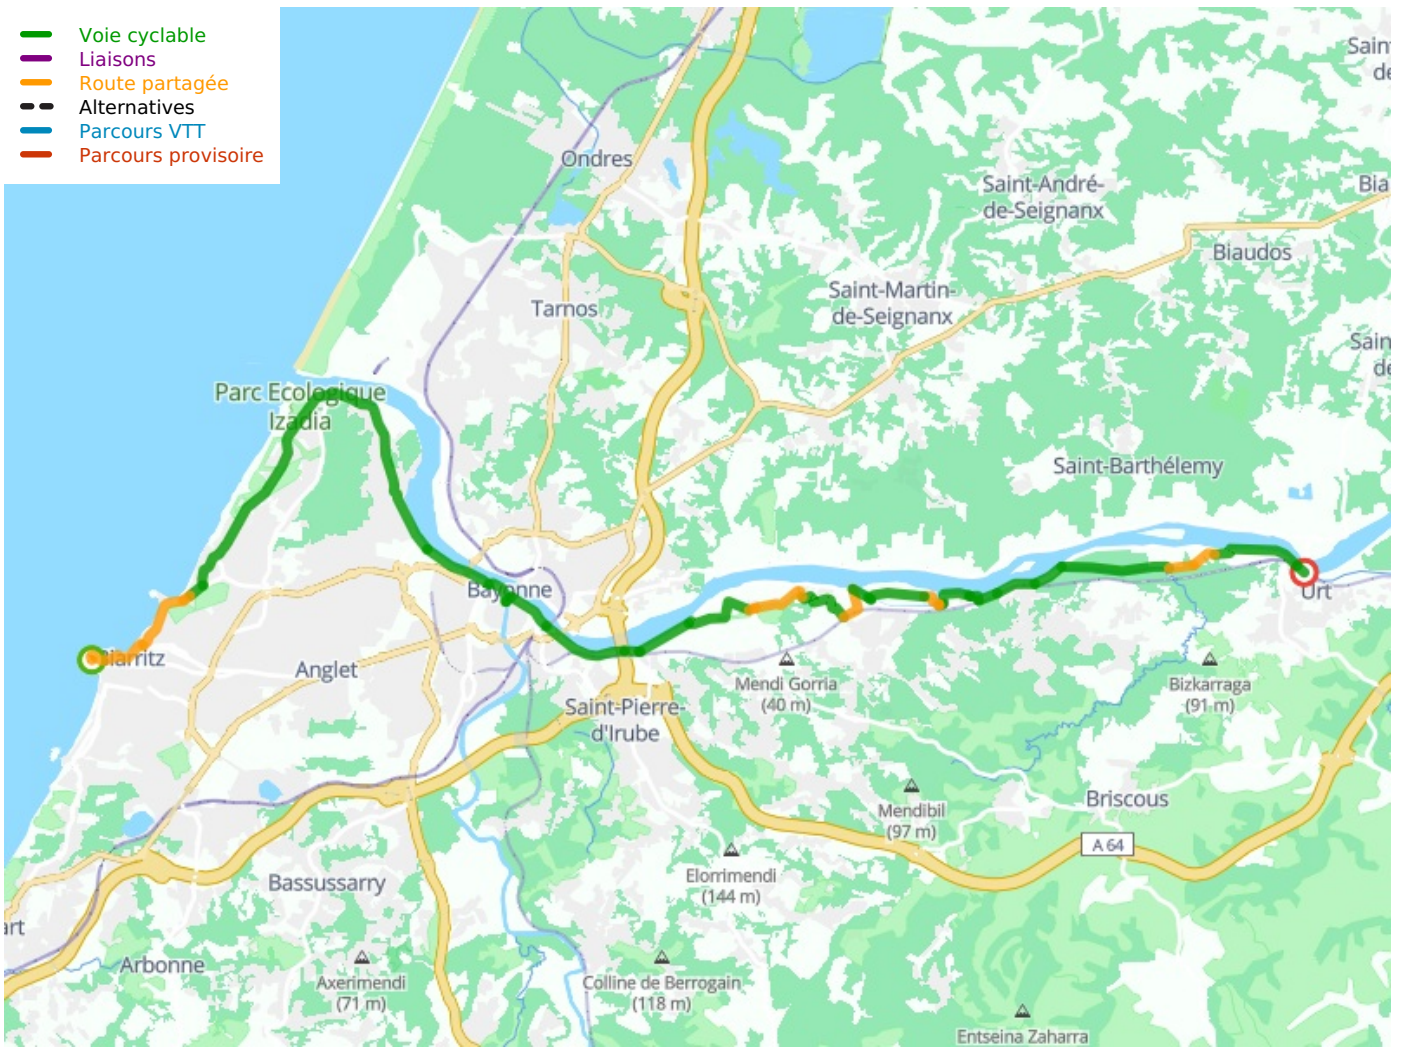 Voie cyclable
Liaisons
Route partagée
Alternatives
Parcours VTT
Parcours provisoire
Ondres
Saint-André-
de-Seignanx
Biaudos
Saint-Martin-
de-Seignanx
Tarnos
Parc Ecologique
Izadia
Saint-Barthélemy
Bayonne
Urt
Biarritz
Anglet
Mendi Gorria
(40 m)
Bizkarraga
(91 m)
Saint-Pierre-
d'Irube
Mendibil
(97 m)
Briscous
A 64
Elorrimendi
(144 m)
Bassussarry
Arbonne
Axerimendi
(71 m)
Colline de Berrogain
(118 m)
Entseina Zaharra